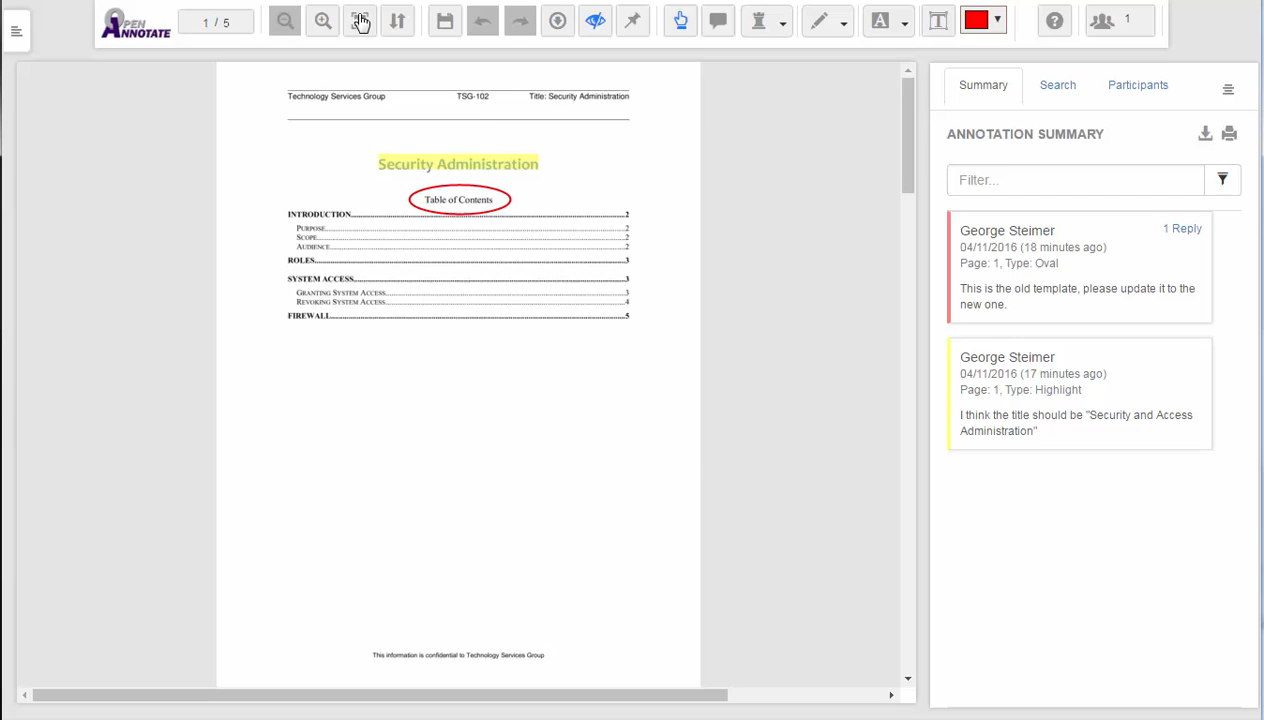 OPEN
ANNOTATE
1 / 5
A
T
?
1
Technology Services Group TSG-102 Title: Security Administration
Security Administration
Table of Contents
INTRODUCTION 2
PURPOSE 2
SCOPE 2
AUDIENCE 2
ROLES 3
SYSTEM ACCESS 3
GRANTING SYSTEM ACCESS 3
REVOKING SYSTEM ACCESS 4
FIREWALL 5
This information is confidential to Technology Services Group
Summary Search Participants
ANNOTATION SUMMARY
Filter...
George Steimer 1 Reply
04/11/2016 (18 minutes ago)
Page: 1, Type: Oval
This is the old template, please update it to the
new one.
George Steimer
04/11/2016 (17 minutes ago)
Page: 1, Type: Highlight
I think the title should be "Security and Access
Administration"